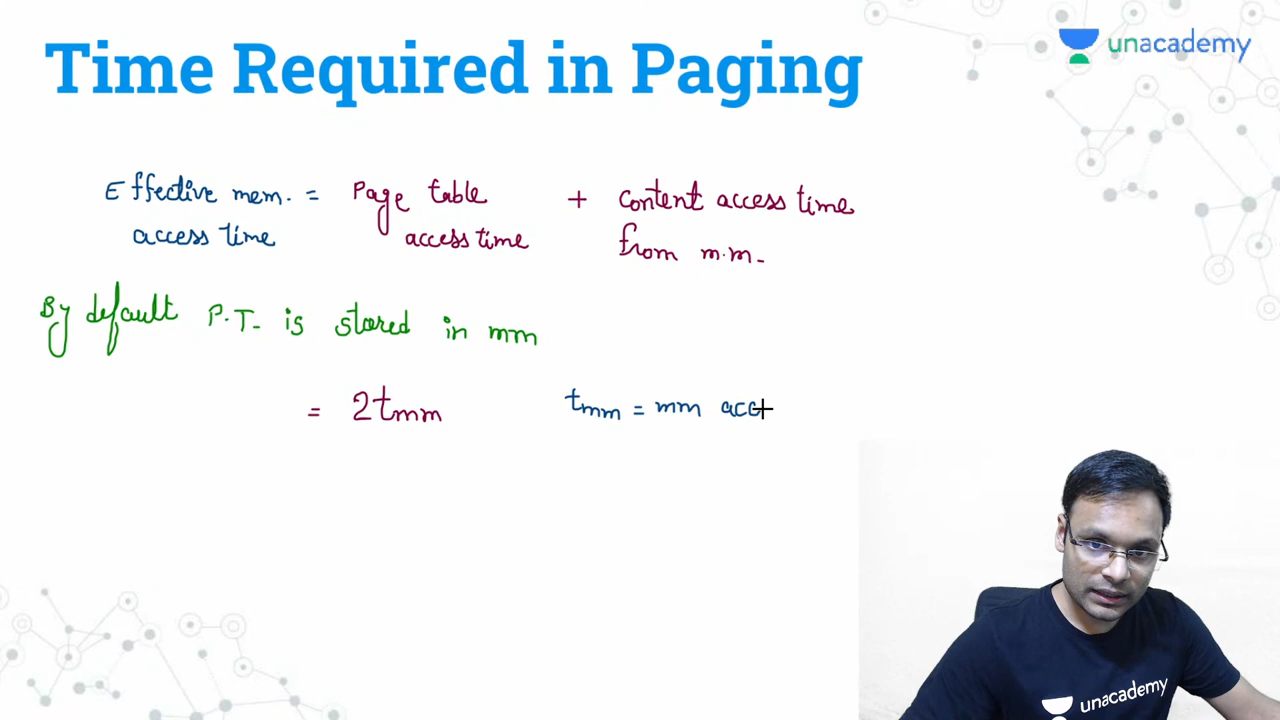 Time Required in Paging
unacademy
Effective mem. = Page table + content access time
access time access time from m.m.
By default P.T. is stored in mm
= 2tmm tmm = mm acc
unacademy